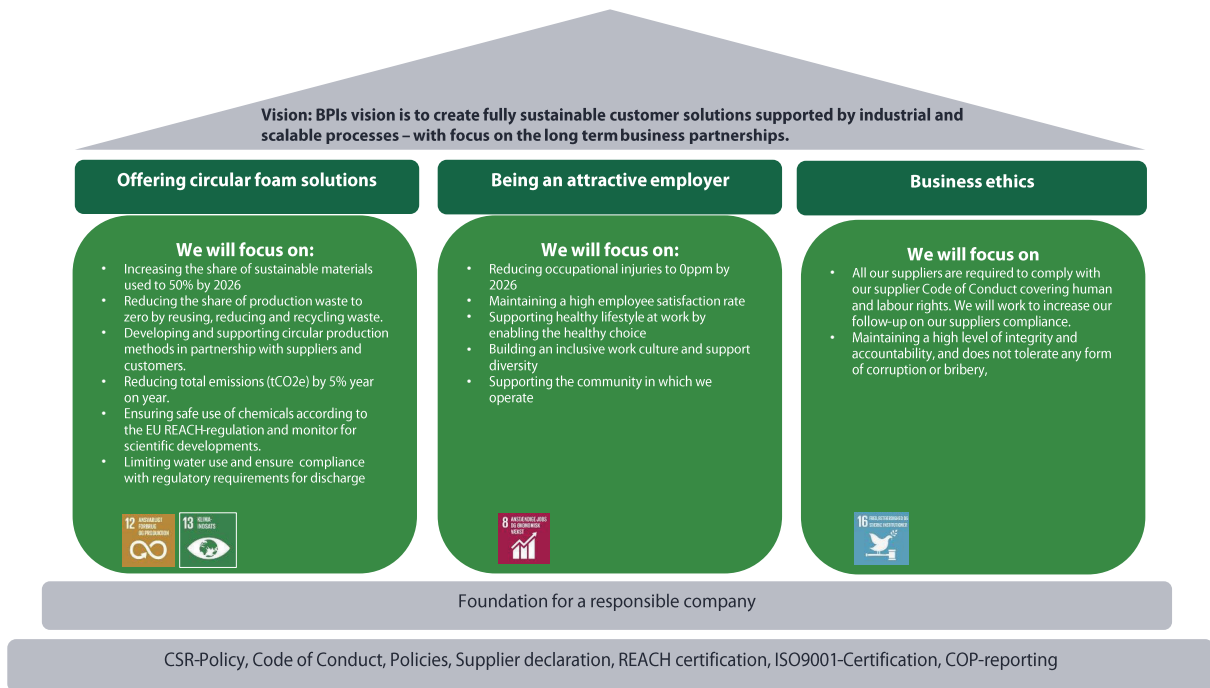 Vision: BPIs vision is to create fully sustainable customer solutions supported by industrial and
scalable processes – with focus on the long term business partnerships.
Offering circular foam solutions
We will focus on:
• Increasing the share of sustainable materials
used to 50% by 2026
• Reducing the share of production waste to
zero by reusing, reducing and recycling waste.
• Developing and supporting circular production
methods in partnership with suppliers and
customers.
• Reducing total emissions (tCO2e) by 5% year
on year.
• Ensuring safe use of chemicals according to
the EU REACH-regulation and monitor for
scientific developments.
• Limiting water use and ensure compliance
with regulatory requirements for discharge
12 ANSVARLIGT
FORBRUG
OG PRODUKTION
13 KLIMA-
INDSATS
Being an attractive employer
We will focus on:
• Reducing occupational injuries to 0ppm by
2026
• Maintaining a high employee satisfaction rate
• Supporting healthy lifestyle at work by
enabling the healthy choice
• Building an inclusive work culture and support
diversity
• Supporting the community in which we
operate
8 ANSTÆNDIGE JOBS
OG ØKONOMISK
VÆKST
Business ethics
We will focus on
• All our suppliers are required to comply with
our supplier Code of Conduct covering human
and labour rights. We will work to increase our
follow-up on our suppliers compliance.
• Maintaining a high level of integrity and
accountability, and does not tolerate any form
of corruption or bribery,
16
Foundation for a responsible company
CSR-Policy, Code of Conduct, Policies, Supplier declaration, REACH certification, ISO9001-Certification, COP-reporting